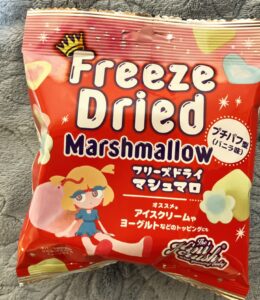 Freeze
Dried
Marshmallow
プチパフ型
(バニラ味)
フリーズドライ
マシュマロ
オススメ
アイスクリームや
ヨーグルトなどのトッピングにも
The